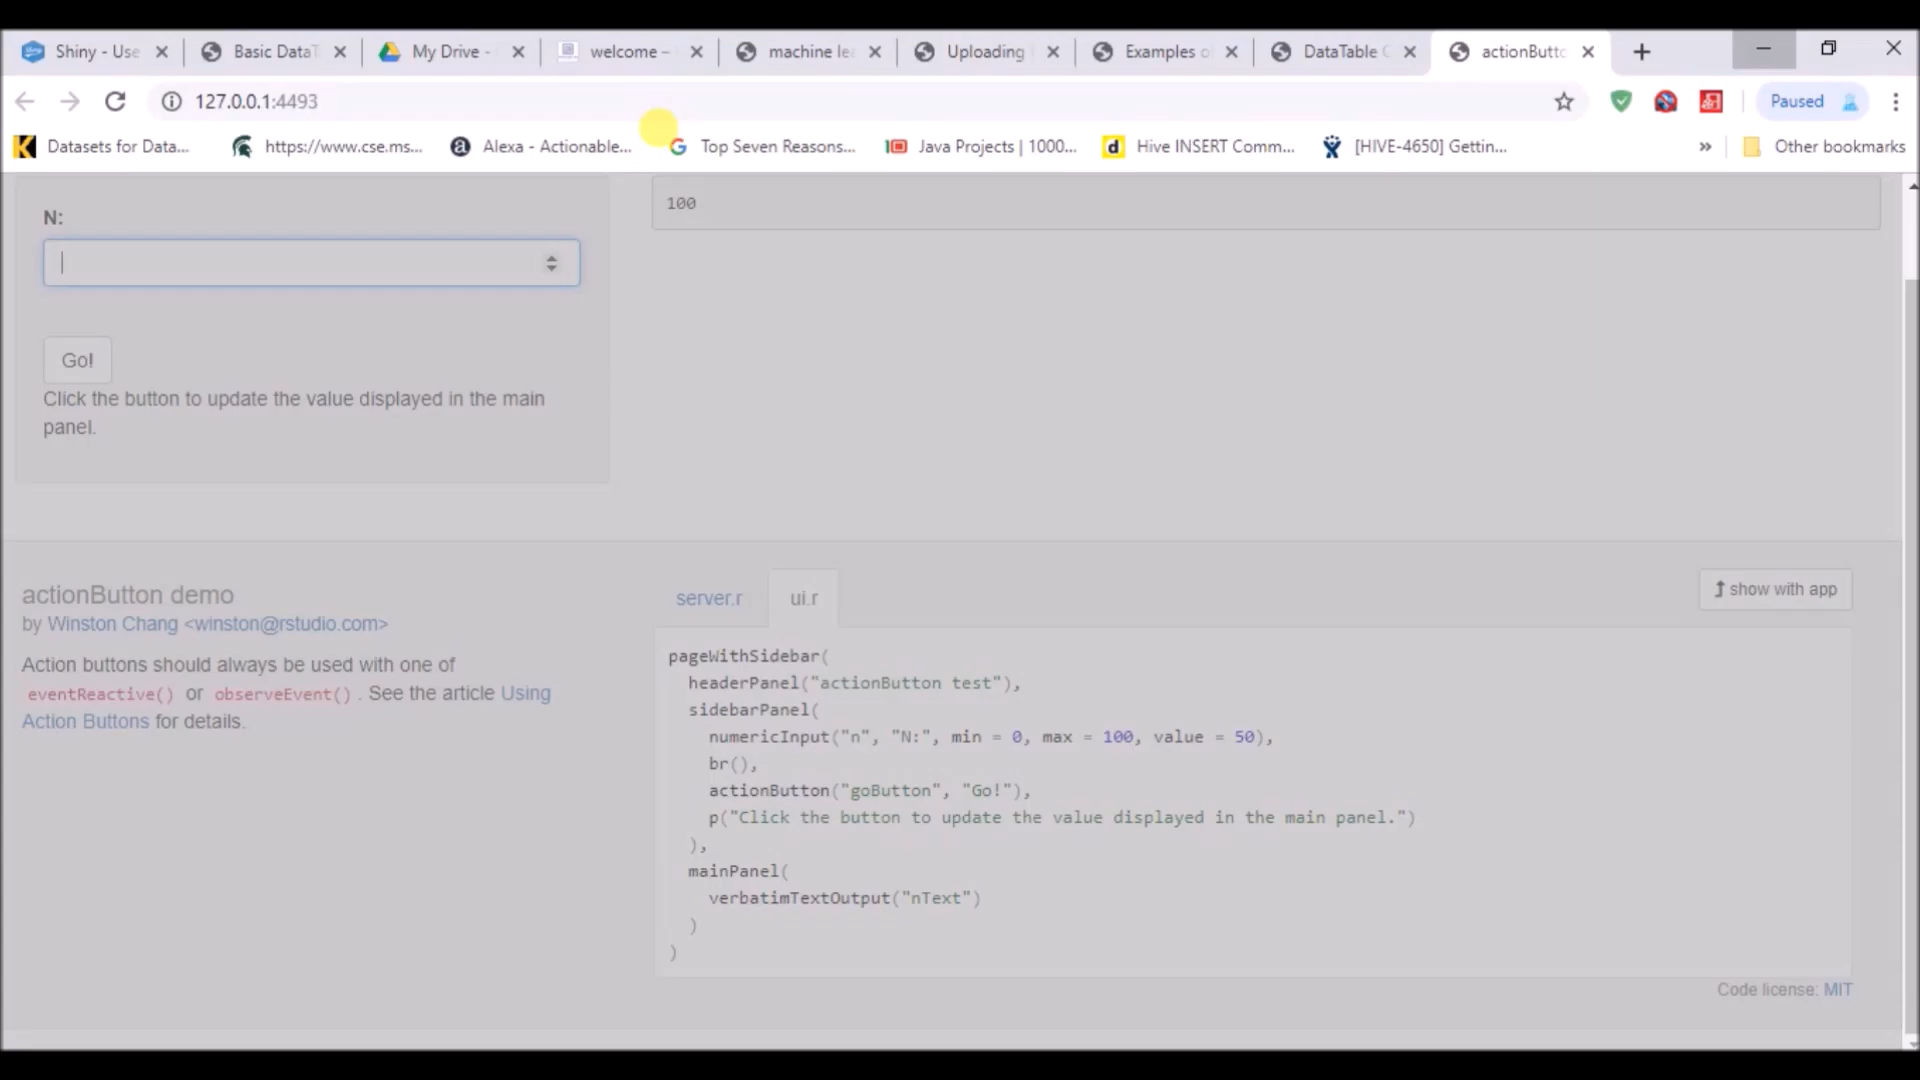 Shiny - Use
Basic DataT
My Drive -
welcome –
machine le
Uploading
Examples o
DataTable
actionButto
127.0.0.1:4493
Paused
Datasets for Data...
https://www.cse.ms...
Alexa - Actionable...
Top Seven Reasons...
Java Projects | 1000...
Hive INSERT Comm...
[HIVE-4650] Gettin...
»
Other bookmarks
N:
100
Go!
Click the button to update the value displayed in the main
panel.
actionButton demo
by Winston Chang <winston@rstudio.com>
Action buttons should always be used with one of
eventReactive() or observeEvent() . See the article Using
Action Buttons for details.
server.r
ui.r
show with app
pageWithSidebar(
headerPanel("actionButton test"),
sidebarPanel(
numericInput("n", "N:", min = 0, max = 100, value = 50),
br(),
actionButton("goButton", "Go!"),
p("Click the button to update the value displayed in the main panel.")
),
mainPanel(
verbatimTextOutput("nText")
)
)
Code license: MIT